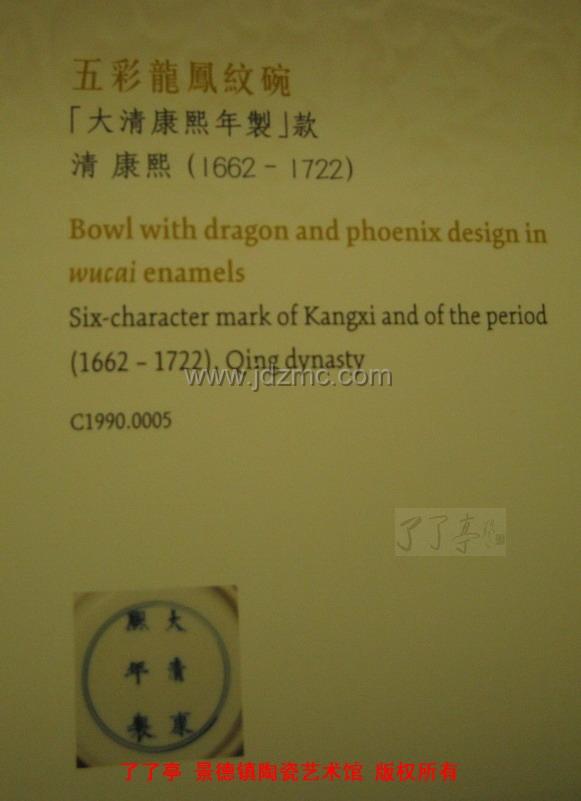 五彩龍鳳紋碗
「大清康熙年製」款
清 康熙 (1662 - 1722)
Bowl with dragon and phoenix design in
wucai enamels
Six-character mark of Kangxi and of the period
(1662 - 1722), Qing dynasty
www.jdzmc.com
C1990.0005
了了亭
大清康
熙年製
了了亭 景德镇陶瓷艺术馆 版权所有